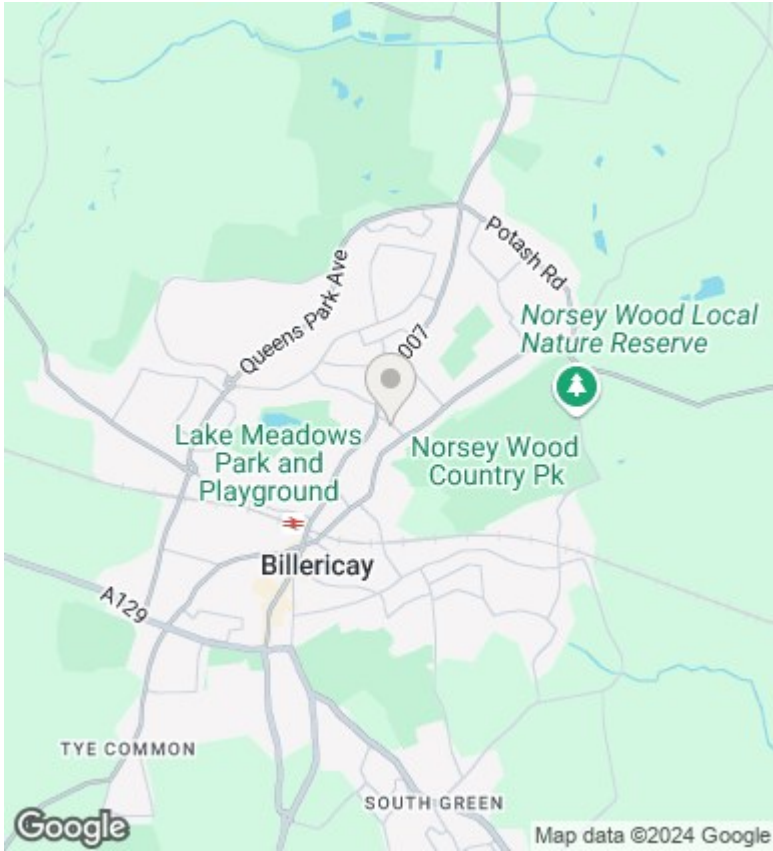 Potash Rd
Queens Park Ave
007
Norsey Wood Local
Nature Reserve
Lake Meadows
Park and
Playground
Norsey Wood
Country Pk
Billericay
A129
TYE COMMON
SOUTH GREEN
Google
Map data ©2024 Google